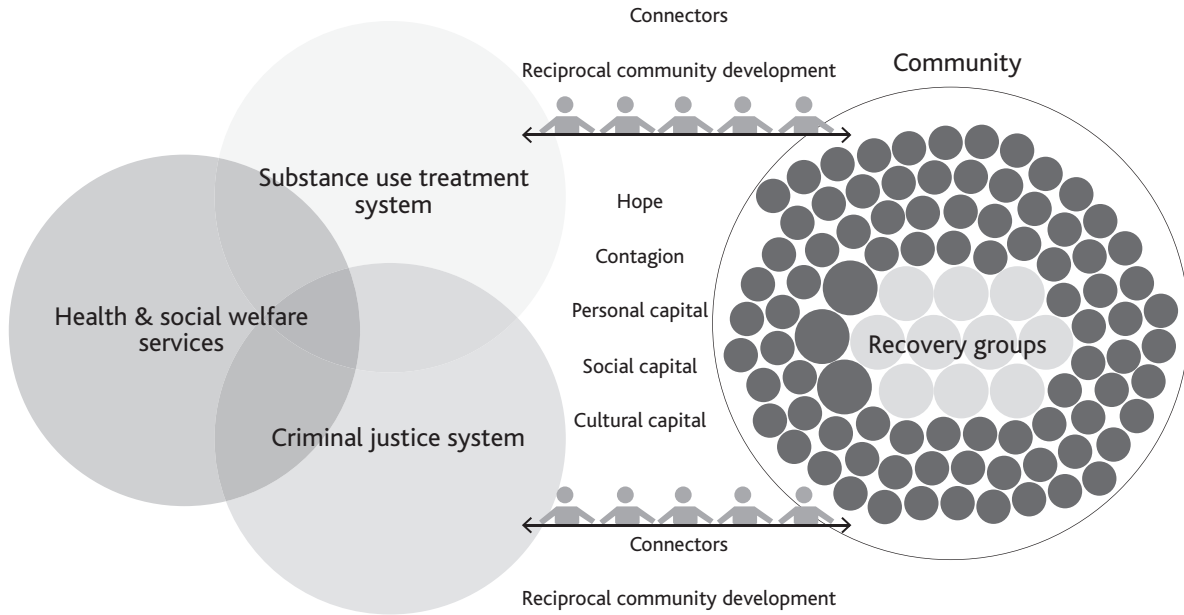 Connectors
Reciprocal community development
Community
Substance use treatment
system
Health & social welfare
services
Criminal justice system
Hope
Contagion
Personal capital
Social capital
Cultural capital
Recovery groups
Connectors
Reciprocal community development